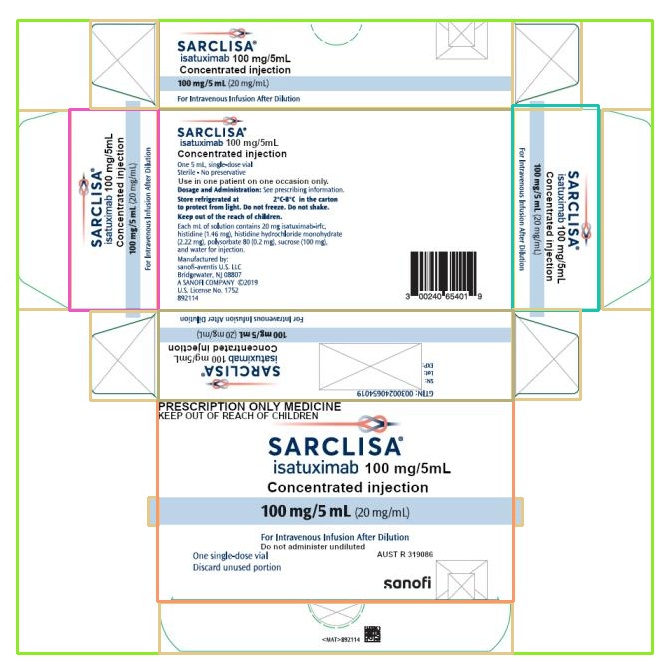 SARCLISA®
isatuximab 100 mg/5mL
Concentrated injection
100 mg/5 mL (20 mg/mL)
For Intravenous Infusion After Dilution
SARCLISA®
isatuximab 100 mg/5mL
Concentrated injection
100 mg/5 mL (20 mg/mL)
For Intravenous Infusion After Dilution
SARCLISA®
isatuximab 100 mg/5mL
Concentrated injection
One 5 mL, single-dose vial
Sterile • No preservative
Use in one patient on one occasion only.
Dosage and Administration: See prescribing information.
Store refrigerated at 2°C-8°C in the carton
to protect from light. Do not freeze. Do not shake.
Keep out of the reach of children.
Each mL of solution contains 20 mg isatuximab-irfc,
histidine (1.46 mg), histidine hydrochloride monohydrate
(2.22 mg), polysorbate 80 (0.2 mg), sucrose (100 mg),
and water for injection.
Manufactured by:
sanofi-aventis U.S. LLC
Bridgewater, NJ 08807
A SANOFI COMPANY ©2019
U.S. License No. 1752
892114
3 00240 65401 9
SARCLISA®
isatuximab 100 mg/5mL
Concentrated injection
100 mg/5 mL (20 mg/mL)
For Intravenous Infusion After Dilution
SARCLISA®
isatuximab 100 mg/5mL
Concentrated injection
100 mg/5 mL (20 mg/mL)
For Intravenous Infusion After Dilution
GTIN: 00300240654019
SN:
Lot:
EXP:
PRESCRIPTION ONLY MEDICINE
KEEP OUT OF REACH OF CHILDREN
SARCLISA®
isatuximab 100 mg/5mL
Concentrated injection
100 mg/5 mL (20 mg/mL)
For Intravenous Infusion After Dilution
Do not administer undiluted
One single-dose vial
Discard unused portion
AUST R 319086
sanofi
<MAT>892114